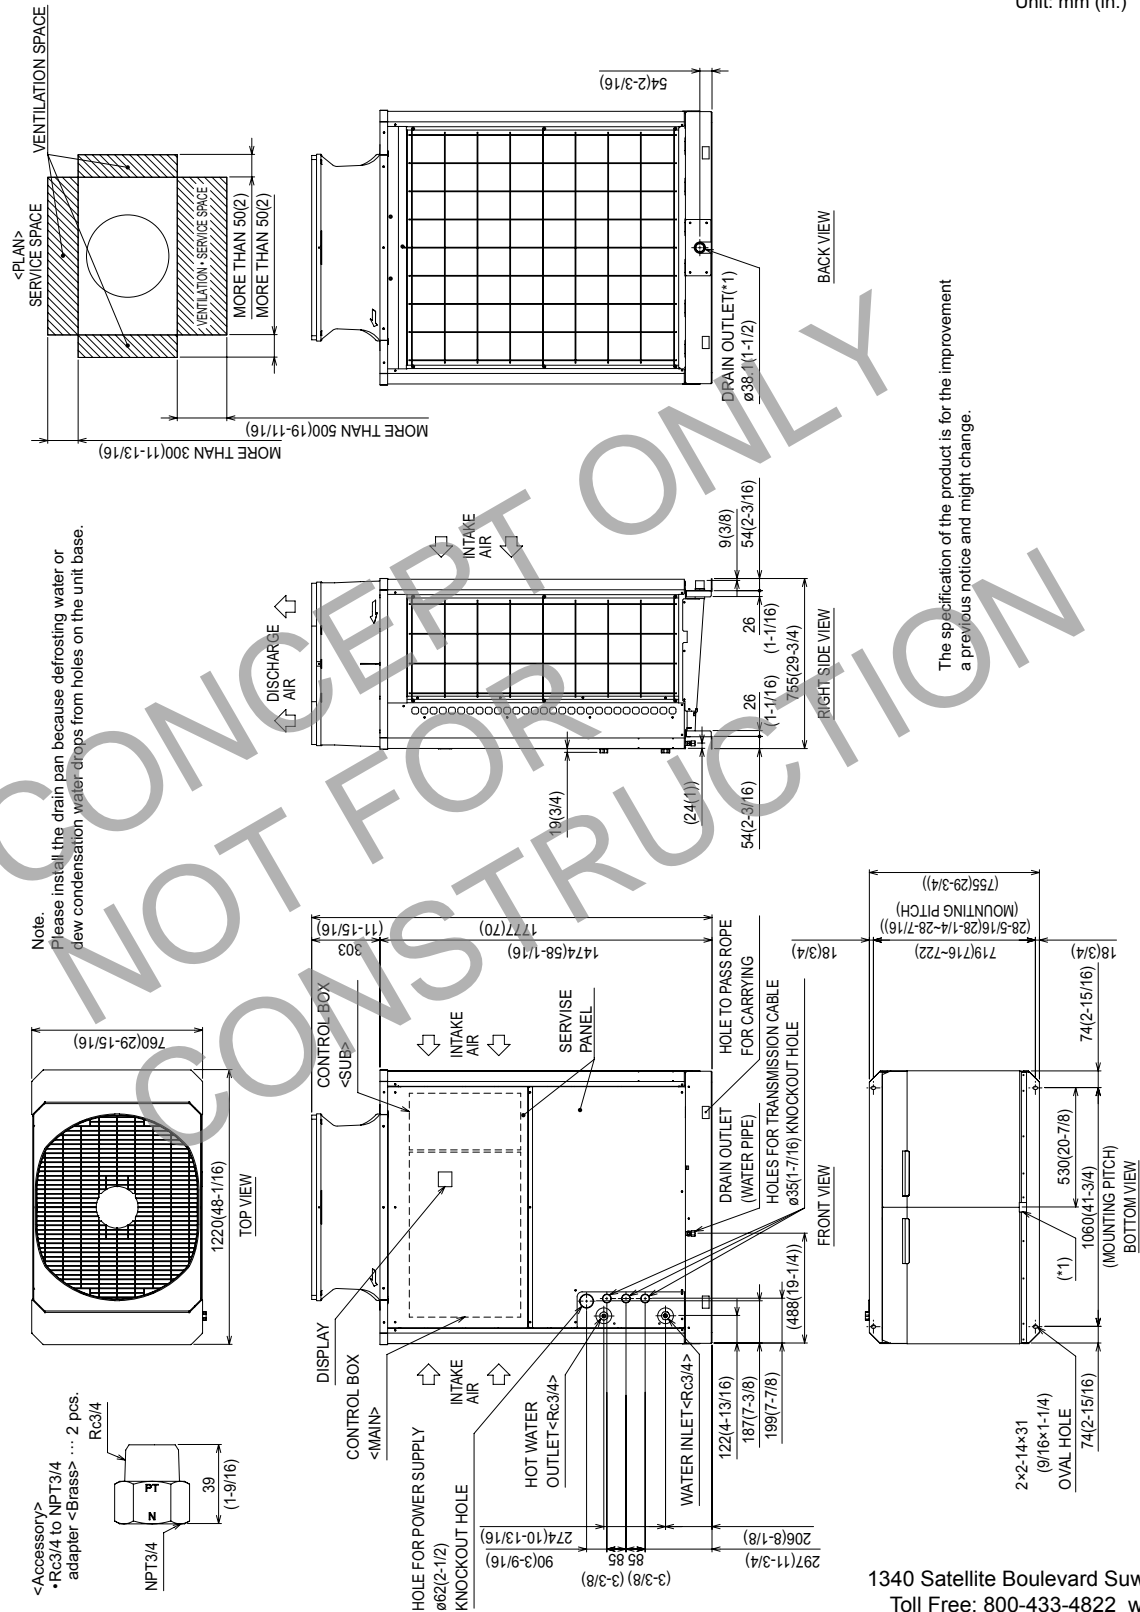 Unit: mm (in.)
<PLAN>
SERVICE SPACE
VENTILATION SPACE
VENTILATION • SERVICE SPACE
MORE THAN 50(2)
MORE THAN 50(2)
MORE THAN 300(11-13/16)
MORE THAN 500(19-11/16)
54(2-3/16)
DRAIN OUTLET(*1)
ø38.1(1-1/2)
BACK VIEW
Note.
Please install the drain pan because defrosting water or
dew condensation water drops from holes on the unit base.
DISCHARGE
AIR
INTAKE
AIR
19(3/4)
(24(1))
54(2-3/16)
26
(1-1/16)
26
(1-1/16)
755(29-3/4)
9(3/8)
54(2-3/16)
RIGHT SIDE VIEW
The specification of the product is for the improvement
a previous notice and might change.
CONCEPT ONLY
NOT FOR
CONSTRUCTION
760(29-15/16)
1220(48-1/16)
TOP VIEW
<Accessory>
•Rc3/4 to NPT3/4
adapter <Brass> ··· 2 pcs.
Rc3/4
PT
N
39
(1-9/16)
NPT3/4
303
(11-15/16)
1474(58-1/16)
1777(70)
CONTROL BOX
<SUB>
INTAKE
AIR
SERVISE
PANEL
DISPLAY
CONTROL BOX
<MAIN>
INTAKE
AIR
HOLE FOR POWER SUPPLY
ø62(2-1/2)
KNOCKOUT HOLE
HOT WATER
OUTLET<Rc3/4>
WATER INLET<Rc3/4>
HOLE TO PASS ROPE
FOR CARRYING
DRAIN OUTLET
(WATER PIPE)
HOLES FOR TRANSMISSION CABLE
ø35(1-7/16) KNOCKOUT HOLE
FRONT VIEW
(488(19-1/4))
122(4-13/16)
187(7-3/8)
199(7-7/8)
90(3-9/16)
274(10-13/16)
85
85
(3-3/8)
(3-3/8)
206(8-1/8)
297(11-3/4)
(755(29-3/4))
(MOUNTING PITCH)
(28-5/16(28-1/4~28-7/16))
719(716~722)
18(3/4)
18(3/4)
74(2-15/16)
530(20-7/8)
(*1)
1060(41-3/4)
(MOUNTING PITCH)
BOTTOM VIEW
2×2-14×31
(9/16×1-1/4)
OVAL HOLE
74(2-15/16)
1340 Satellite Boulevard Suw
Toll Free: 800-433-4822 w